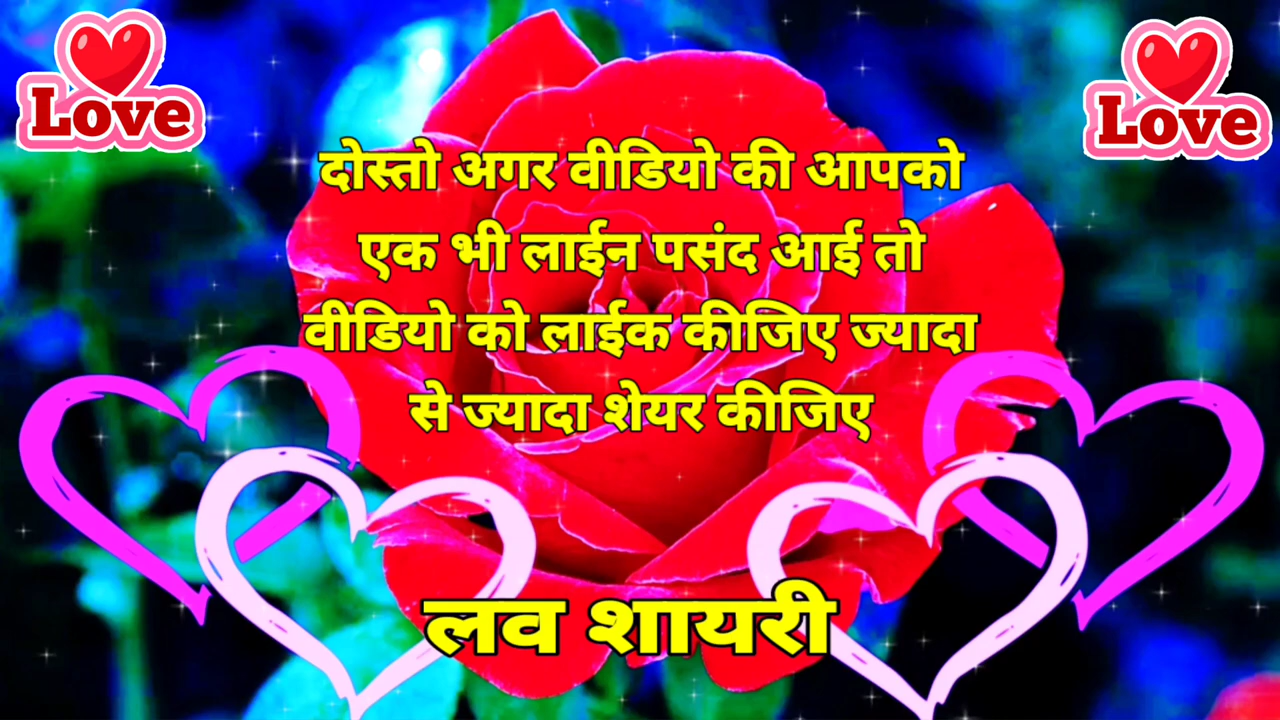 Love
Love
दोस्तो अगर वीडियो की आपको
एक भी लाईन पसंद आई तो
वीडियो को लाईक कीजिए ज्यादा
से ज्यादा शेयर कीजिए
लव शायरी